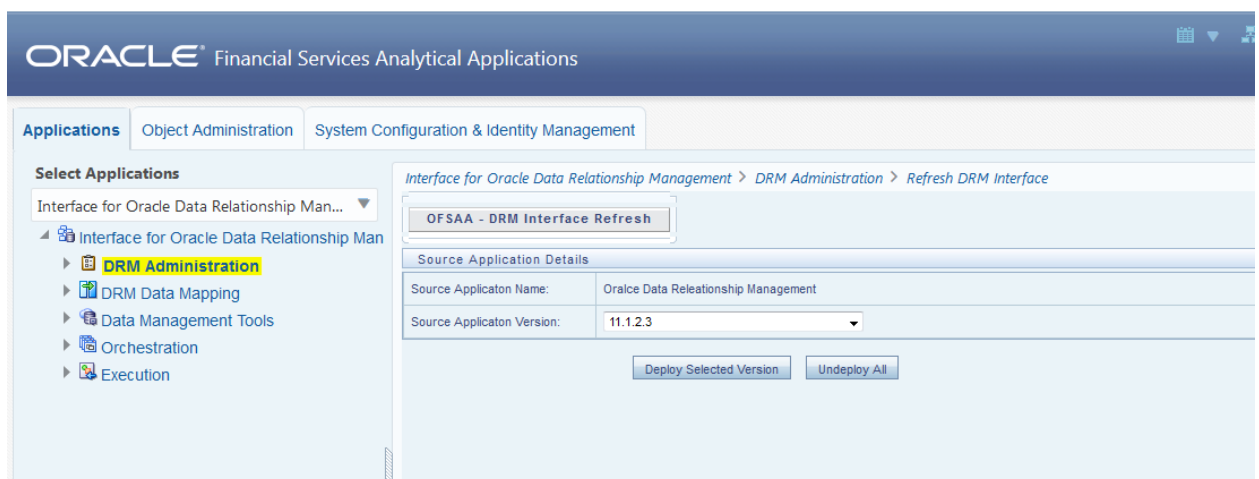 ORACLE® Financial Services Analytical Applications
Applications Object Administration System Configuration & Identity Management
Select Applications
Interface for Oracle Data Relationship Man...
Interface for Oracle Data Relationship Man
DRM Administration
DRM Data Mapping
Data Management Tools
Orchestration
Execution
Interface for Oracle Data Relationship Management > DRM Administration > Refresh DRM Interface
OFSAA - DRM Interface Refresh
Source Application Details
Source Applicaton Name: Oralce Data Releationship Management
Source Applicaton Version: 11.1.2.3
Deploy Selected Version Undeploy All